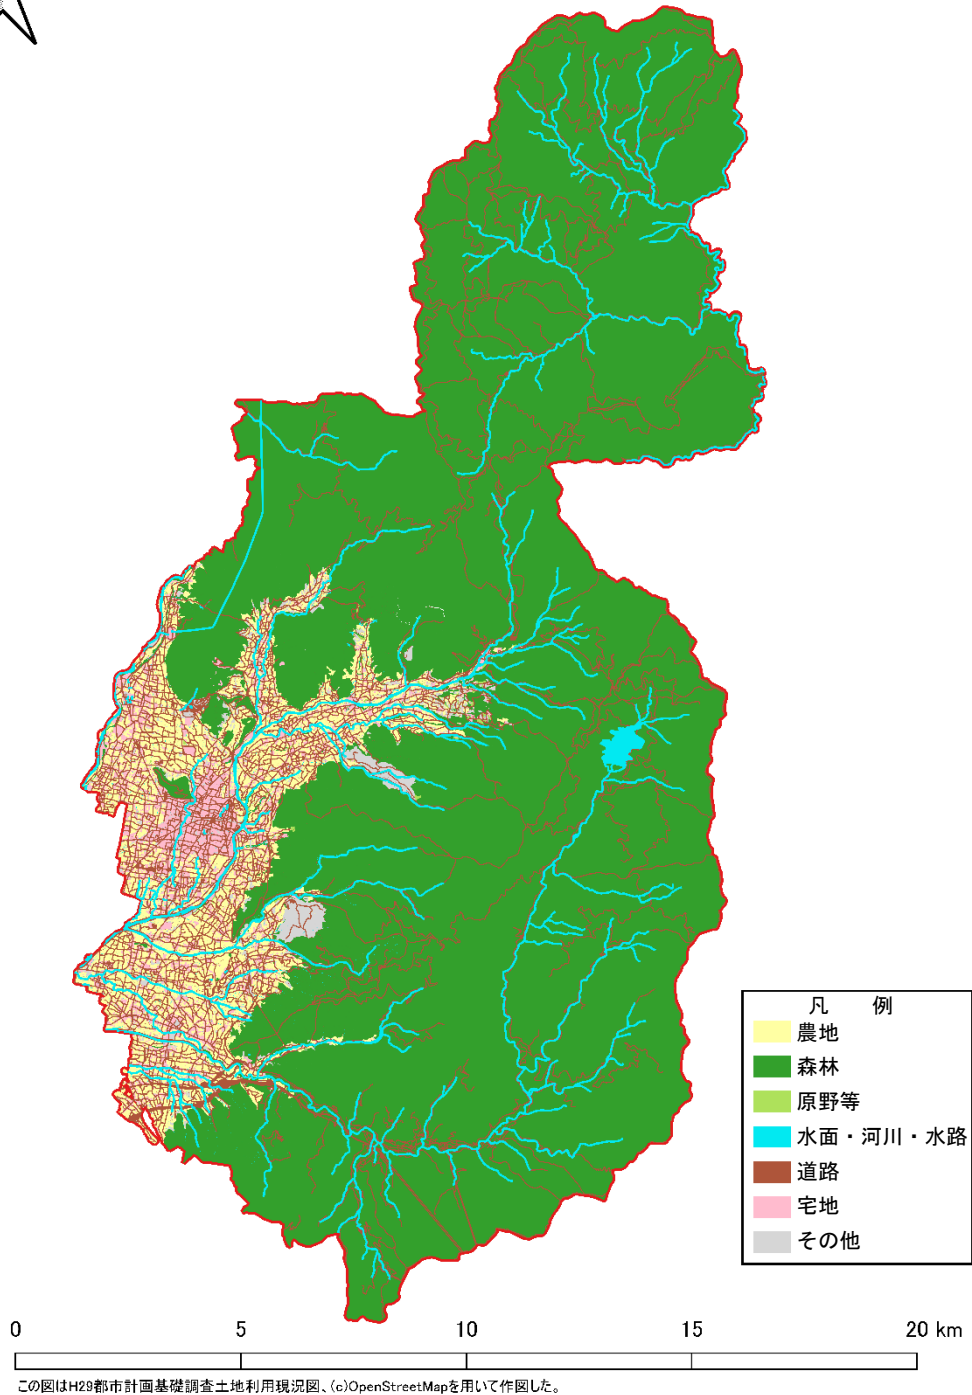 凡 例
農地
森林
原野等
水面・河川・水路
道路
宅地
その他
0 5 10 15 20 km
この図はH29都市計画基礎調査土地利用現況図、(c)OpenStreetMapを用いて作図した。